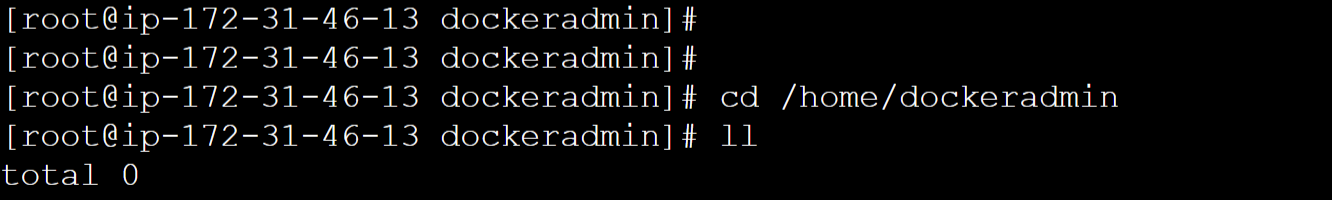 [root@ip-172-31-46-13 dockeradmin]#
[root@ip-172-31-46-13 dockeradmin]#
[root@ip-172-31-46-13 dockeradmin]# cd /home/dockeradmin
[root@ip-172-31-46-13 dockeradmin]# ll
total 0